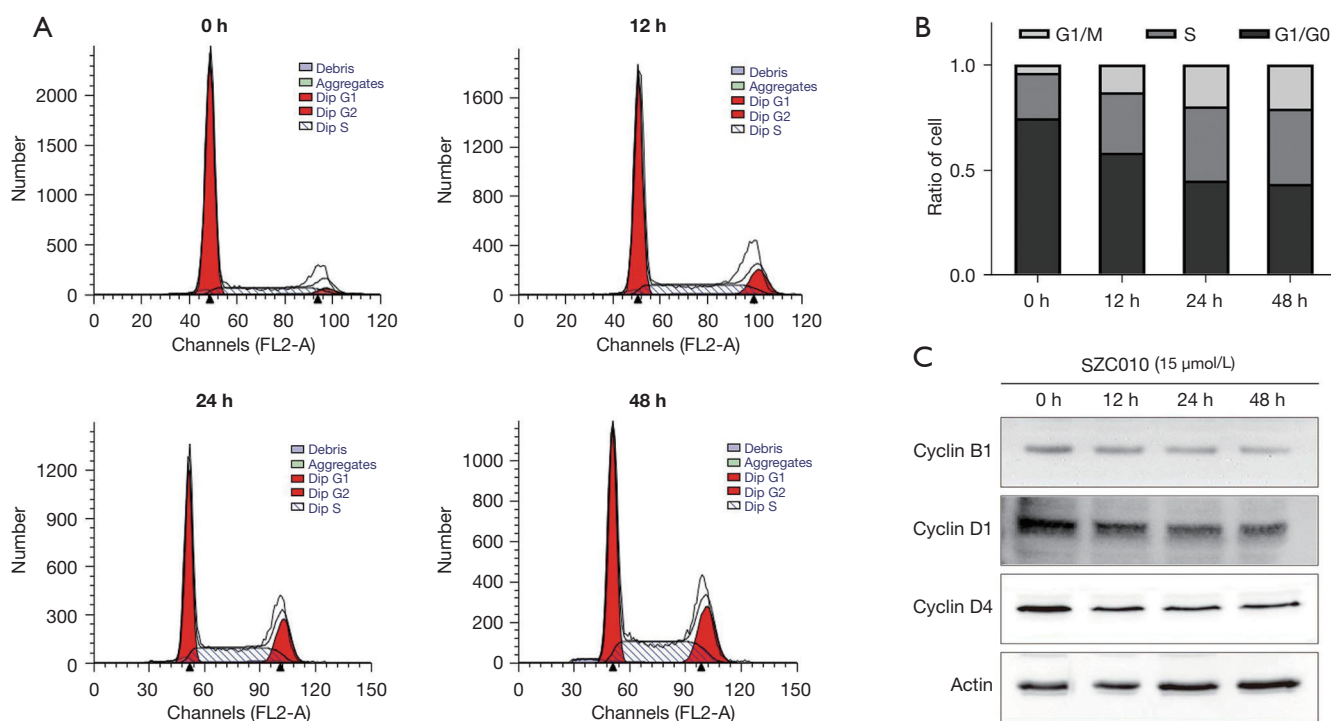 A
0 h
Number
2000
1500
1000
500
0
0 20 40 60 80 100 120
Channels (FL2-A)
Debris
Aggregates
Dip G1
Dip G2
Dip S
12 h
Number
1600
1200
800
400
0
0 20 40 60 80 100 120
Channels (FL2-A)
Debris
Aggregates
Dip G1
Dip G2
Dip S
24 h
Number
1200
900
600
300
0
0 30 60 90 120 150
Channels (FL2-A)
Debris
Aggregates
Dip G1
Dip G2
Dip S
48 h
Number
1000
800
600
400
200
0
0 30 60 90 120 150
Channels (FL2-A)
Debris
Aggregates
Dip G1
Dip G2
Dip S
B
G1/M S G1/G0
Ratio of cell
1.0
0.5
0.0
0 h 12 h 24 h 48 h
C
SZC010 (15 μmol/L)
0 h 12 h 24 h 48 h
Cyclin B1
Cyclin D1
Cyclin D4
Actin